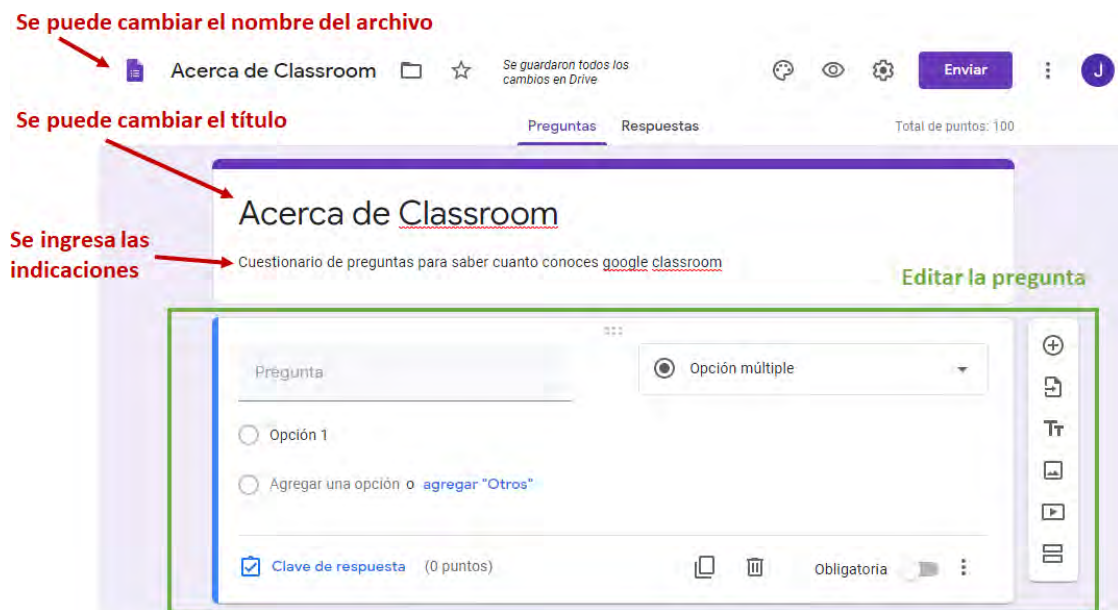 Se puede cambiar el nombre del archivo
Acerca de Classroom
Se guardaron todos los
cambios en Drive
Enviar
J
Se puede cambiar el título
Preguntas Respuestas
Total de puntos: 100
Acerca de Classroom
Se ingresa las
indicaciones
Cuestionario de preguntas para saber cuanto conoces google classroom
Editar la pregunta
Pregunta
Opción múltiple
Opción 1
Agregar una opción o agregar "Otros"
Tт
Clave de respuesta (0 puntos)
Obligatoria